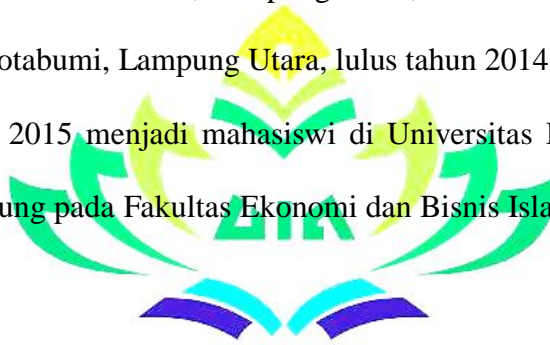 otabumi, Lampung Utara, lulus tahun 2014
2015 menjadi mahasiswi di Universitas
ung pada Fakultas Ekonomi dan Bisnis Isla